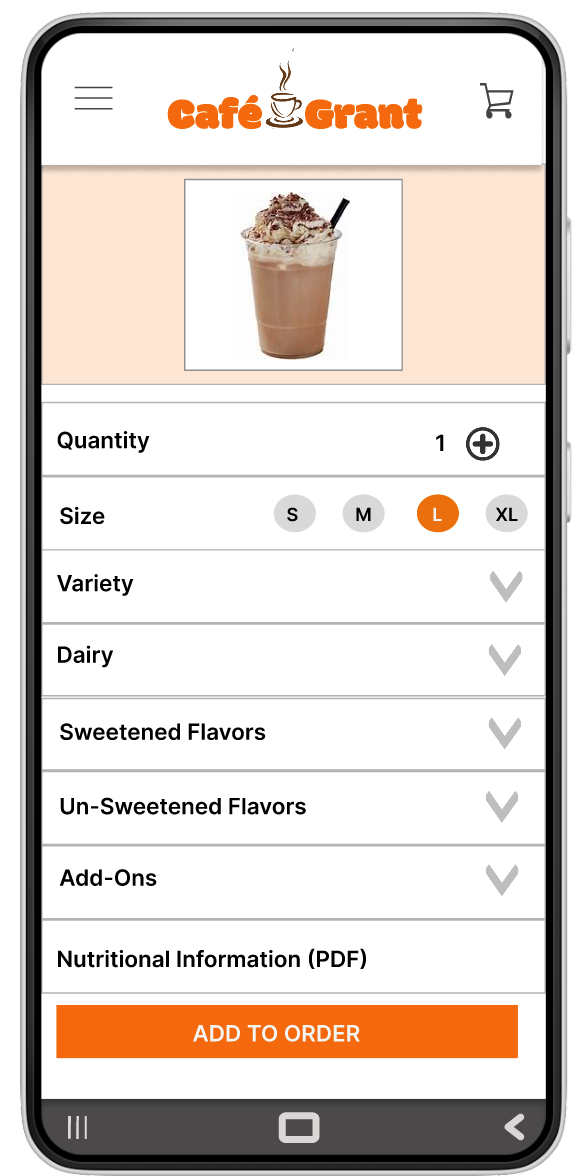 Café Grant
Quantity 1
Size S M L XL
Variety
Dairy
Sweetened Flavors
Un-Sweetened Flavors
Add-Ons
Nutritional Information (PDF)
ADD TO ORDER